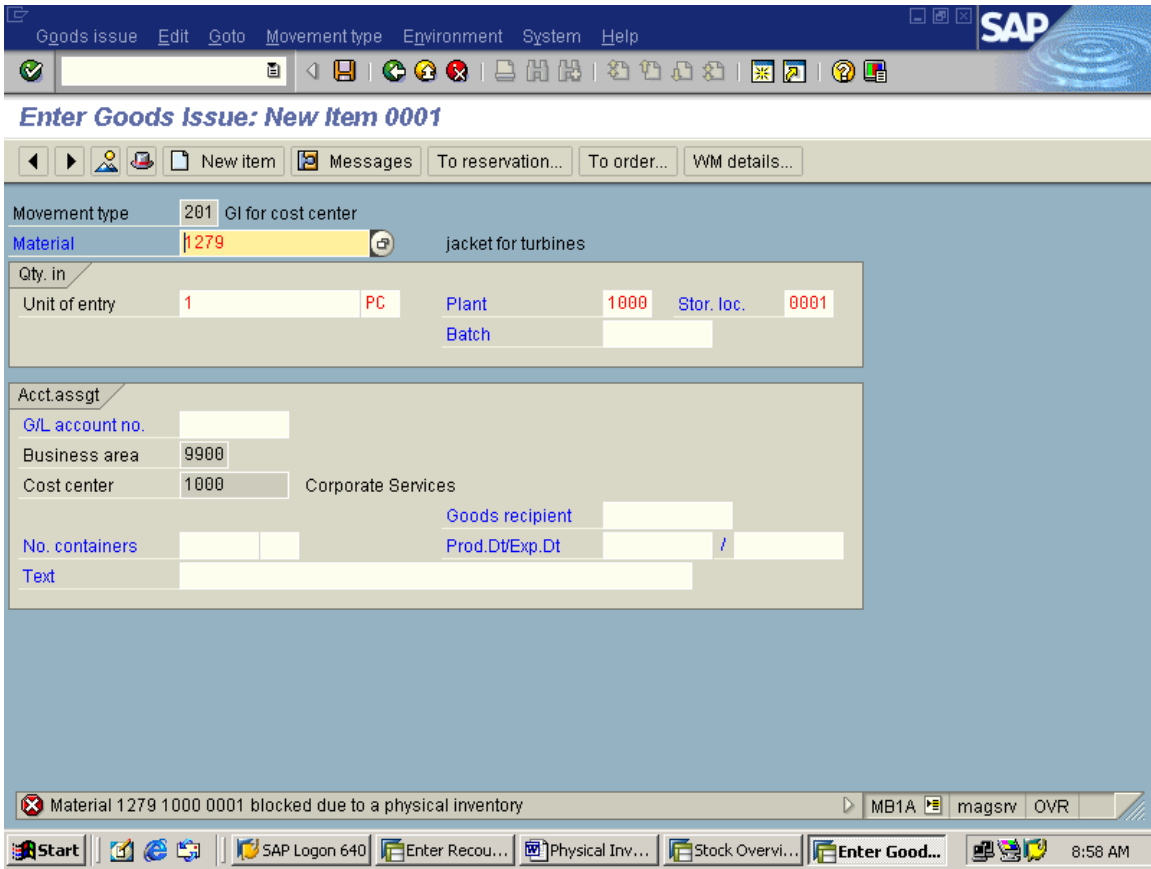 Goods issue Edit Goto Movement type Environment System Help
SAP
Enter Goods Issue: New Item 0001
New item Messages To reservation... To order... WM details...
Movement type 201 GI for cost center
Material 1279 jacket for turbines
Qty. in
Unit of entry 1 PC Plant 1000 Stor. loc. 0001
Batch
Acct.assgt
G/L account no.
Business area 9900
Cost center 1000 Corporate Services
Goods recipient
No. containers Prod.Dt/Exp.Dt /
Text
Material 1279 1000 0001 blocked due to a physical inventory MB1A magsrv OVR
Start SAP Logon 640 Enter Recou... Physical Inv... Stock Overvi... Enter Good... 8:58 AM